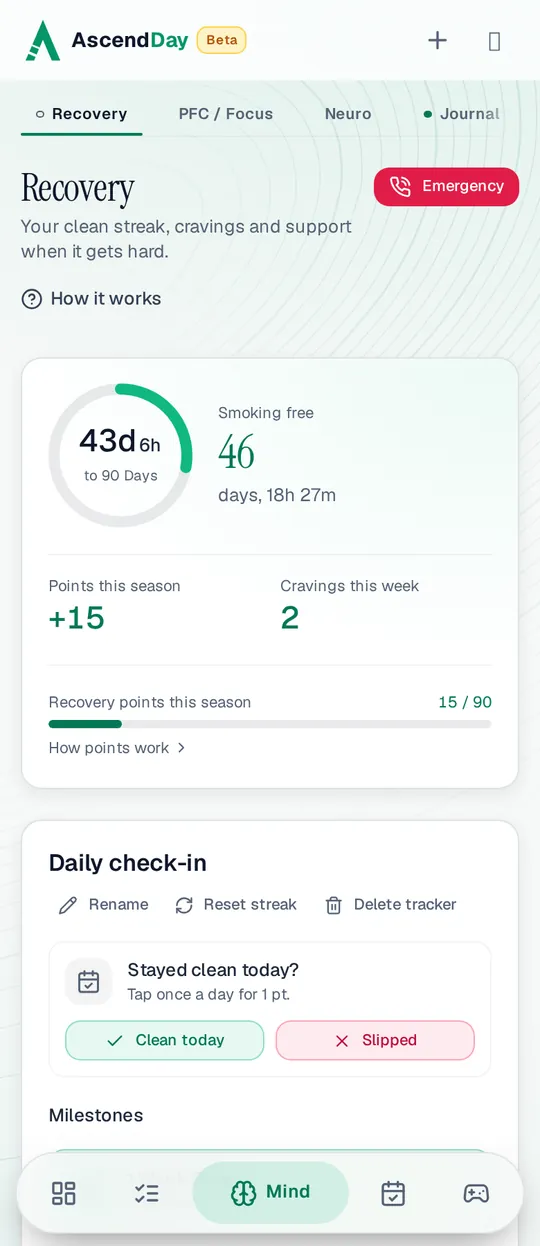 AscendDay Beta
Recovery PFC / Focus Neuro Journal
Recovery
Emergency
Your clean streak, cravings and support
when it gets hard.
How it works
43d 6h
to 90 Days
Smoking free
46
days, 18h 27m
Points this season
+15
Cravings this week
2
Recovery points this season 15 / 90
How points work
Daily check-in
Rename Reset streak Delete tracker
Stayed clean today?
Tap once a day for 1 pt.
Clean today Slipped
Milestones
Mind